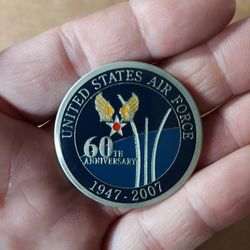 UNITED STATES AIR FORCE
60TH
ANNIVERSARY
1947 - 2007